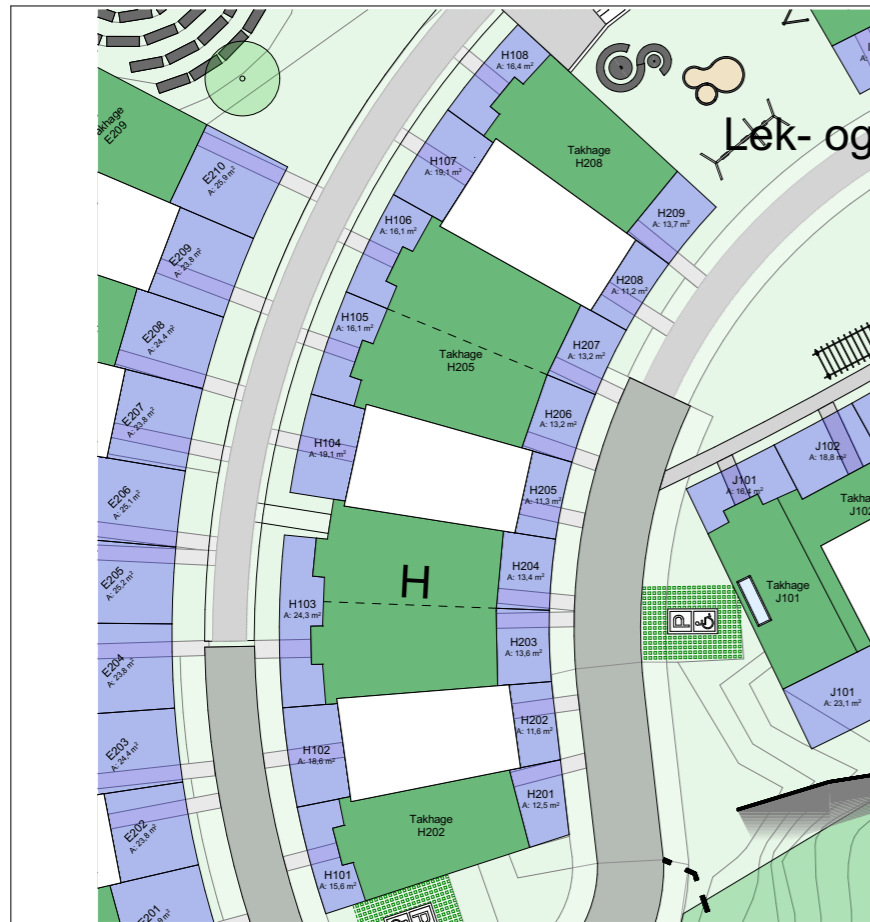 H108
A: 16,4 m²
Takhage
H208
Lek- og
H107
A: 19,1 m²
H209
A: 13,7 m²
H106
A: 16,1 m²
H208
A: 11,2 m²
H105
A: 16,1 m²
Takhage
H205
H207
A: 13,2 m²
H206
A: 13,2 m²
H104
A: 19,1 m²
H205
A: 11,3 m²
H
H204
A: 13,4 m²
H103
A: 24,3 m²
H203
A: 13,6 m²
H102
A: 18,6 m²
H202
A: 11,6 m²
H201
A: 12,5 m²
Takhage
H202
H101
A: 15,6 m²
E209
E210
A: 25,9 m²
E209
A: 23,8 m²
E208
A: 24,4 m²
E207
A: 23,8 m²
E206
A: 25,1 m²
E205
A: 25,2 m²
E204
A: 23,8 m²
E203
A: 24,4 m²
E202
A: 23,8 m²
E201
J101
A: 16,4 m²
J102
A: 18,8 m²
Takhage
J101
J101
A: 23,1 m²
P
P